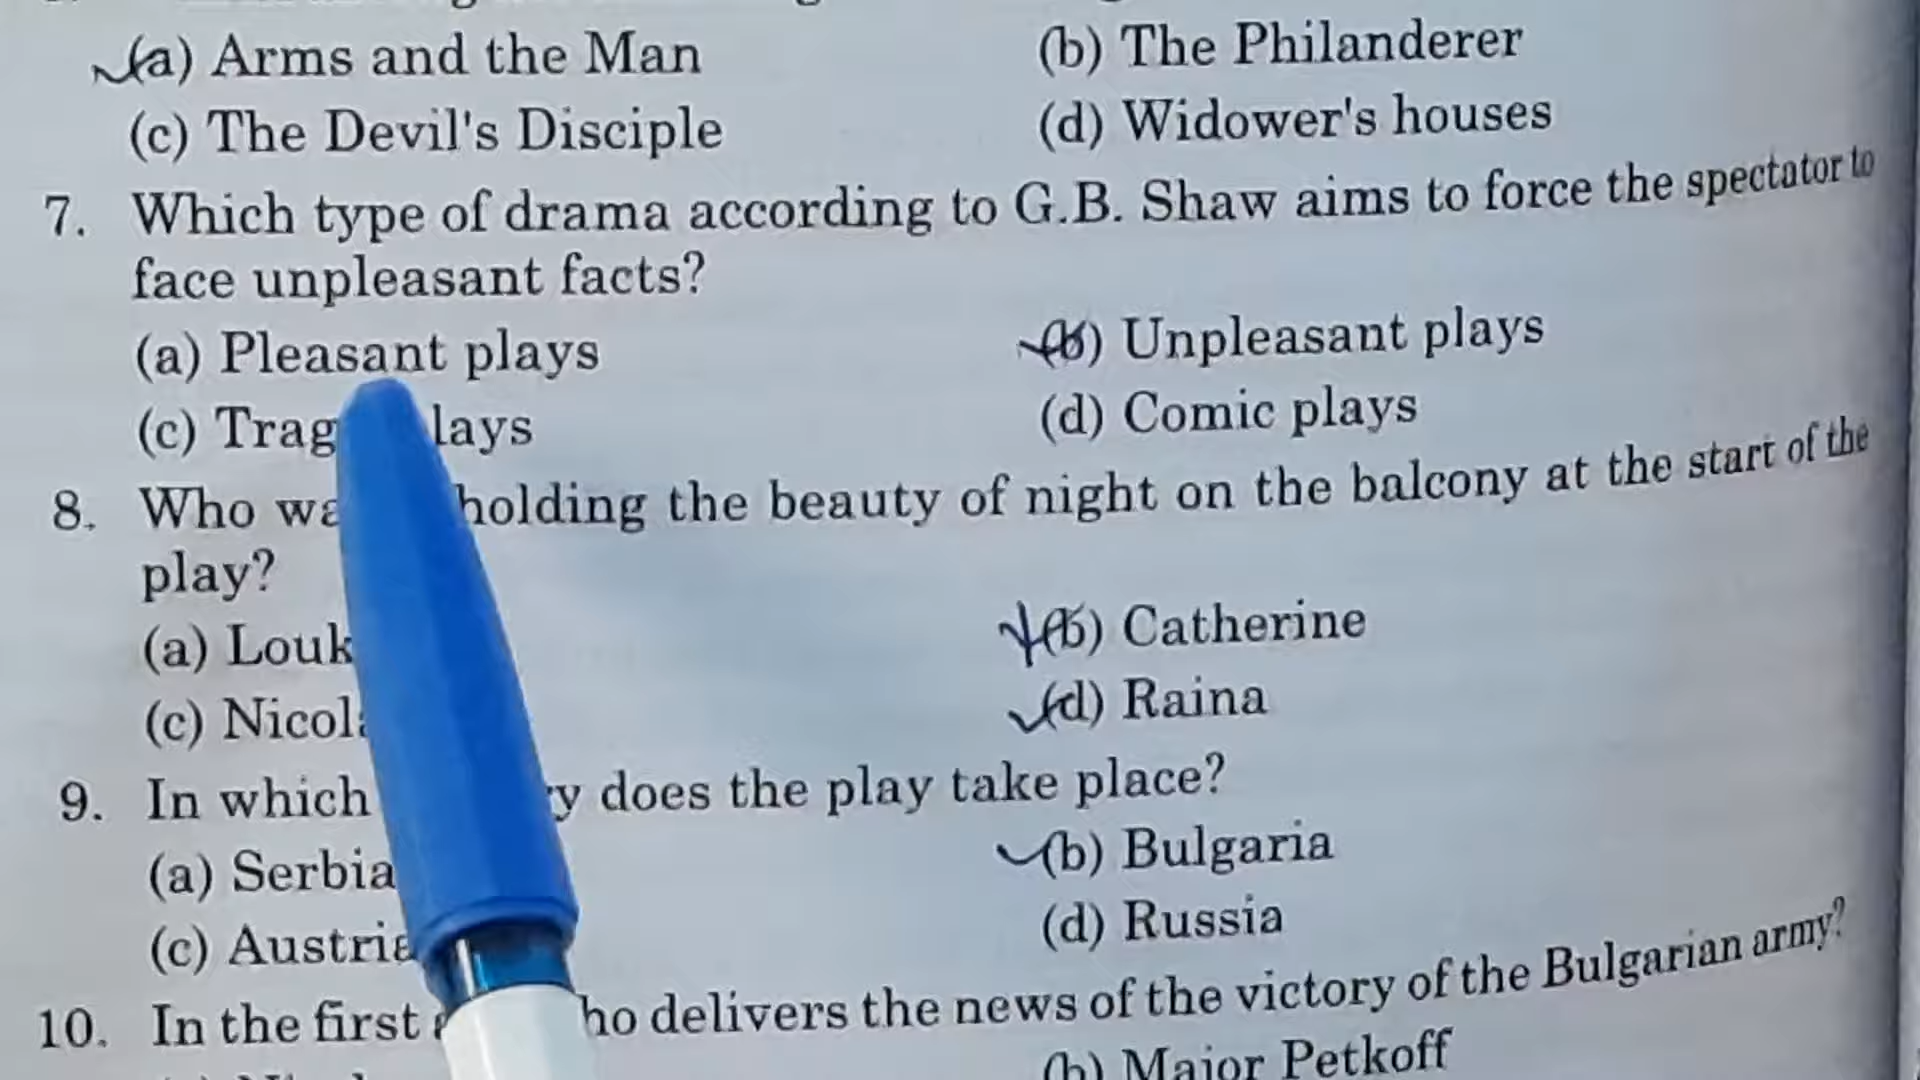 (a) Arms and the Man (b) The Philanderer
(c) The Devil's Disciple (d) Widower's houses
7. Which type of drama according to G.B. Shaw aims to force the spectator to
face unpleasant facts?
(a) Pleasant plays (b) Unpleasant plays
(c) Trag lays (d) Comic plays
8. Who wa holding the beauty of night on the balcony at the start of the
play?
(a) Louk (b) Catherine
(c) Nicol (d) Raina
9. In which y does the play take place?
(a) Serbia (b) Bulgaria
(c) Austria (d) Russia
10. In the first ho delivers the news of the victory of the Bulgarian army?
(b) Major Petkoff